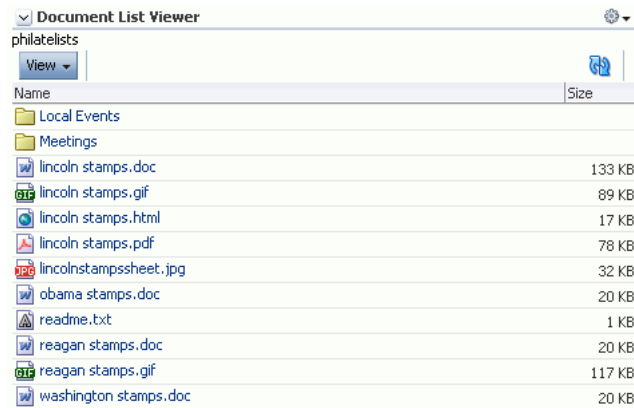 Document List Viewer
philatelists
View
Name Size
Local Events
Meetings
lincoln stamps.doc 133 KB
GIF lincoln stamps.gif 89 KB
lincoln stamps.html 17 KB
lincoln stamps.pdf 78 KB
JPG lincolnstampssheet.jpg 32 KB
obama stamps.doc 20 KB
readme.txt 1 KB
reagan stamps.doc 20 KB
GIF reagan stamps.gif 117 KB
washington stamps.doc 20 KB